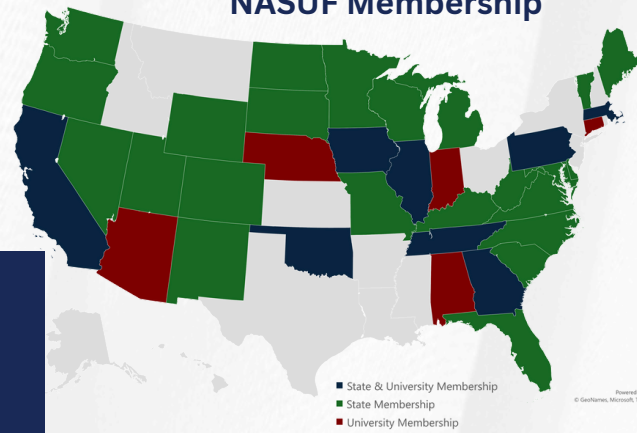 NASUF Membership
State & University Membership
State Membership
University Membership
Powered
© GeoNames, Microsoft, T